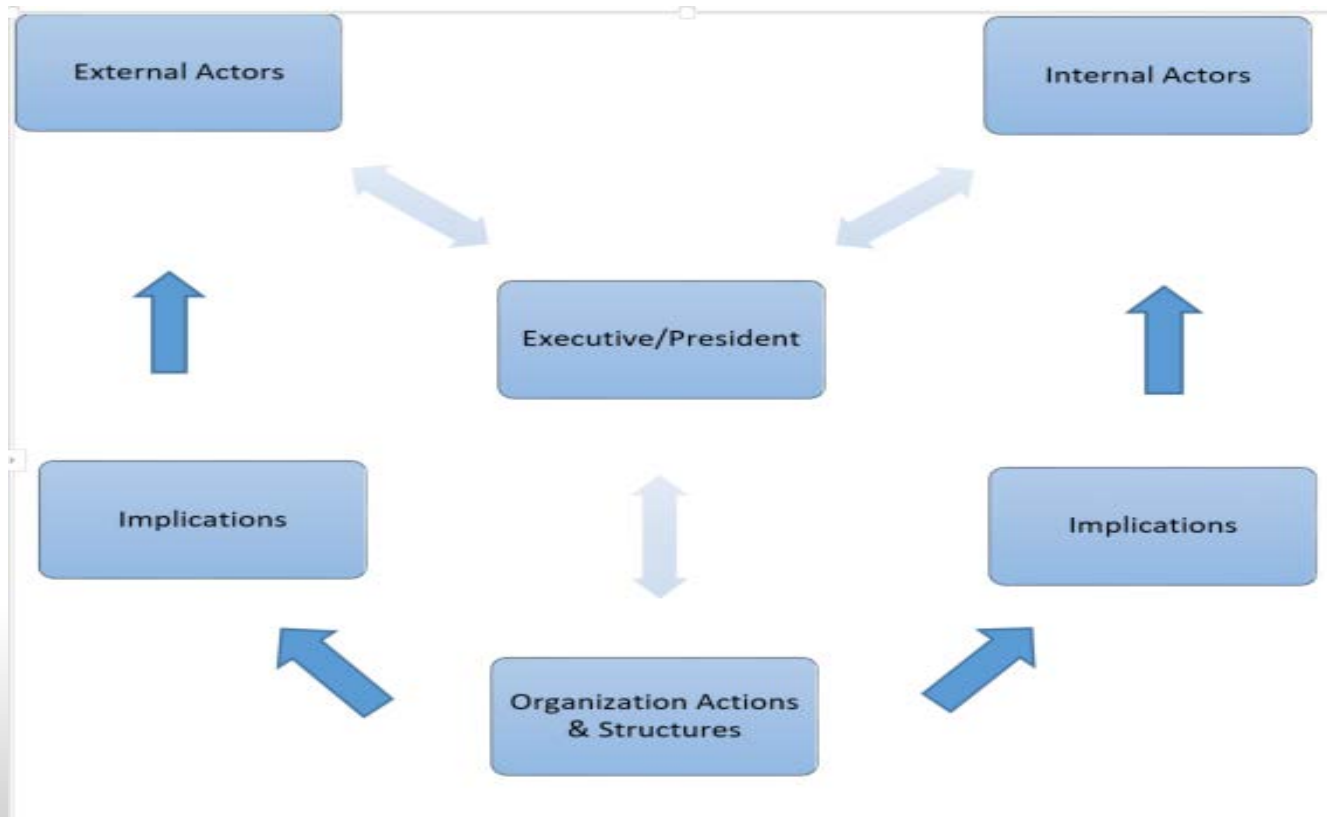 External Actors
Internal Actors
Executive/President
Implications
Implications
Organization Actions
& Structures